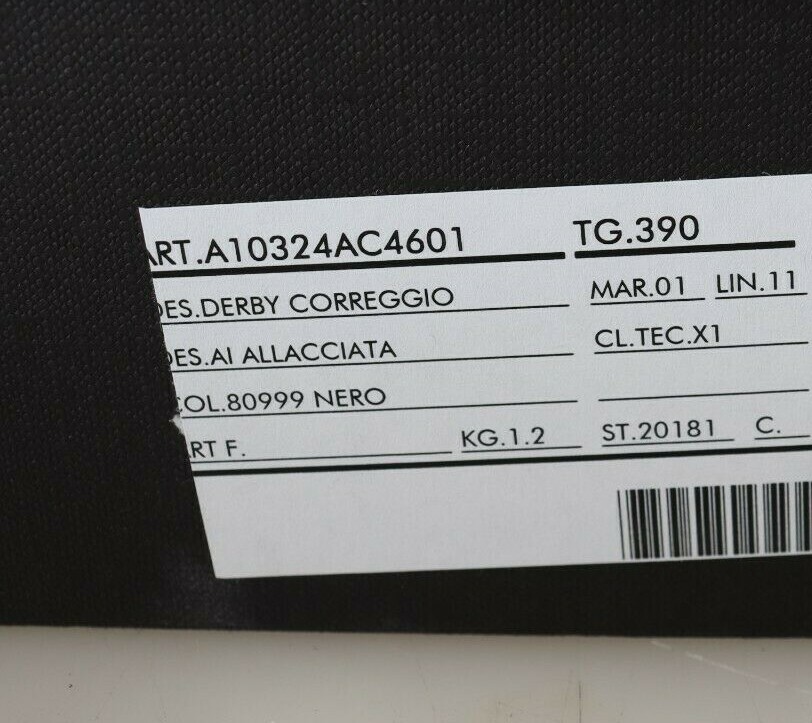 ART.A10324AC4601 TG.390
DES.DERBY CORREGGIO MAR.01 LIN.11
DES.AI ALLACCIATA CL.TEC.X1
COL.80999 NERO
ART F. KG.1.2 ST.20181 C.